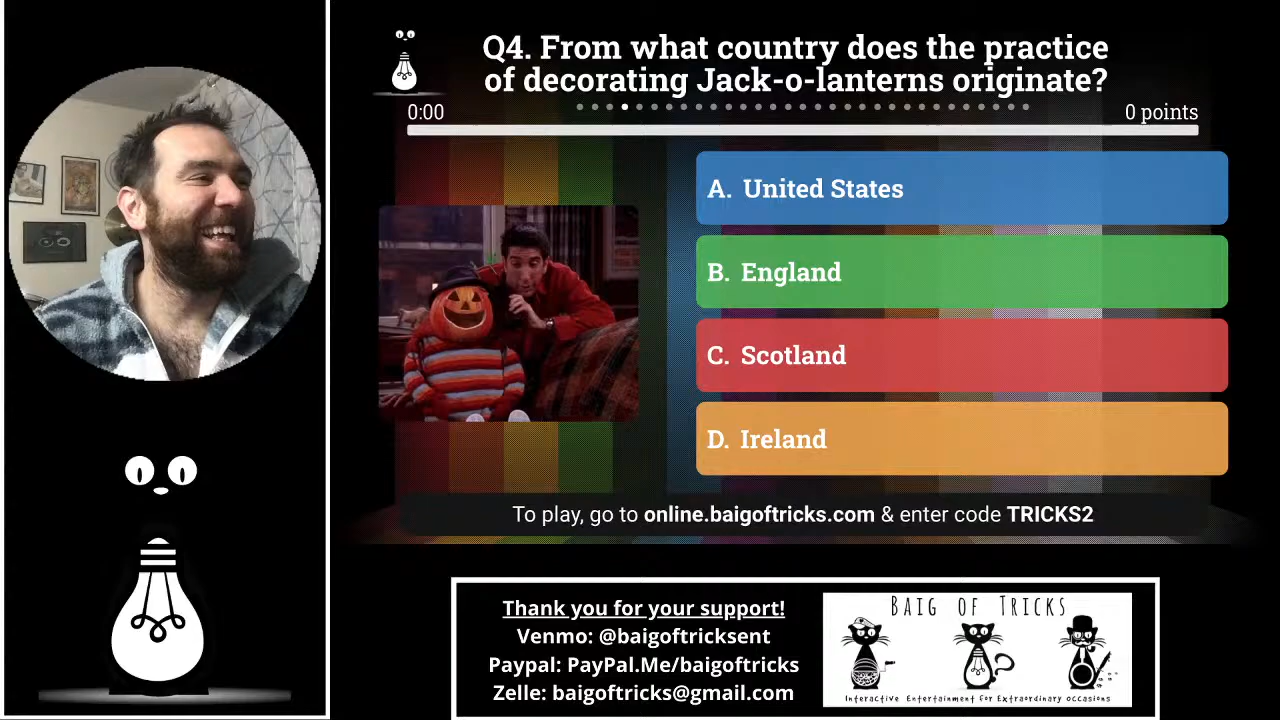 Q4. From what country does the practice
of decorating Jack-o-lanterns originate?
0:00
0 points
A. United States
B. England
C. Scotland
D. Ireland
To play, go to online.baigoftricks.com & enter code TRICKS2
Thank you for your support!
Venmo: @baigoftricksent
Paypal: PayPal.Me/baigoftricks
Zelle: baigoftricks@gmail.com
BAIG OF TRICKS
Interactive Entertainment for Extraordinary occasions